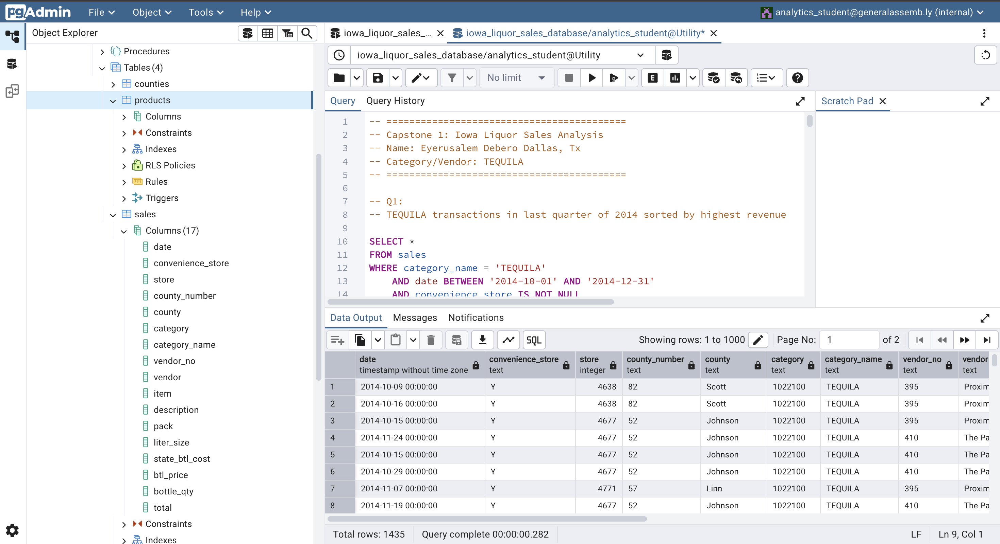 pgAdmin File Object Tools Help analytics_student@generalassemb.ly (internal)
Object Explorer
iowa_liquor_sales_... iowa_liquor_sales_database/analytics_student@Utility*
Procedures
Tables (4)
counties
products
Columns
Constraints
Indexes
RLS Policies
Rules
Triggers
sales
Columns (17)
date
convenience_store
store
county_number
county
category
category_name
vendor_no
vendor
item
description
pack
liter_size
state_btl_cost
btl_price
bottle_qty
total
Constraints
Indexes
iowa_liquor_sales_database/analytics_student@Utility
No limit E
Query Query History
Scratch Pad
1 -- ==========================================
2 -- Capstone 1: Iowa Liquor Sales Analysis
3 -- Name: Eyerusalem Debero Dallas, Tx
4 -- Category/Vendor: TEQUILA
5 -- ==========================================
6
7 -- Q1:
8 -- TEQUILA transactions in last quarter of 2014 sorted by highest revenue
9
10 SELECT *
11 FROM sales
12 WHERE category_name = 'TEQUILA'
13 AND date BETWEEN '2014-10-01' AND '2014-12-31'
14 AND convenience_store IS NOT NULL
Data Output Messages Notifications
SQL Showing rows: 1 to 1000 Page No: 1 of 2
date convenience_store store county_number county category category_name vendor_no vendor
timestamp without time zone text integer text text text text text text
1 2014-10-09 00:00:00 Y 4638 82 Scott 1022100 TEQUILA 395 Proxim
2 2014-10-16 00:00:00 Y 4638 82 Scott 1022100 TEQUILA 395 Proxim
3 2014-10-15 00:00:00 Y 4677 52 Johnson 1022100 TEQUILA 395 Proxim
4 2014-11-24 00:00:00 Y 4677 52 Johnson 1022100 TEQUILA 410 The Pa
5 2014-10-15 00:00:00 Y 4677 52 Johnson 1022100 TEQUILA 410 The Pa
6 2014-10-29 00:00:00 Y 4677 52 Johnson 1022100 TEQUILA 410 The Pa
7 2014-11-07 00:00:00 Y 4771 57 Linn 1022100 TEQUILA 395 Proxim
8 2014-11-19 00:00:00 Y 4677 52 Johnson 1022100 TEQUILA 410 The Pa
Total rows: 1435 Query complete 00:00:00.282 LF Ln 9, Col 1